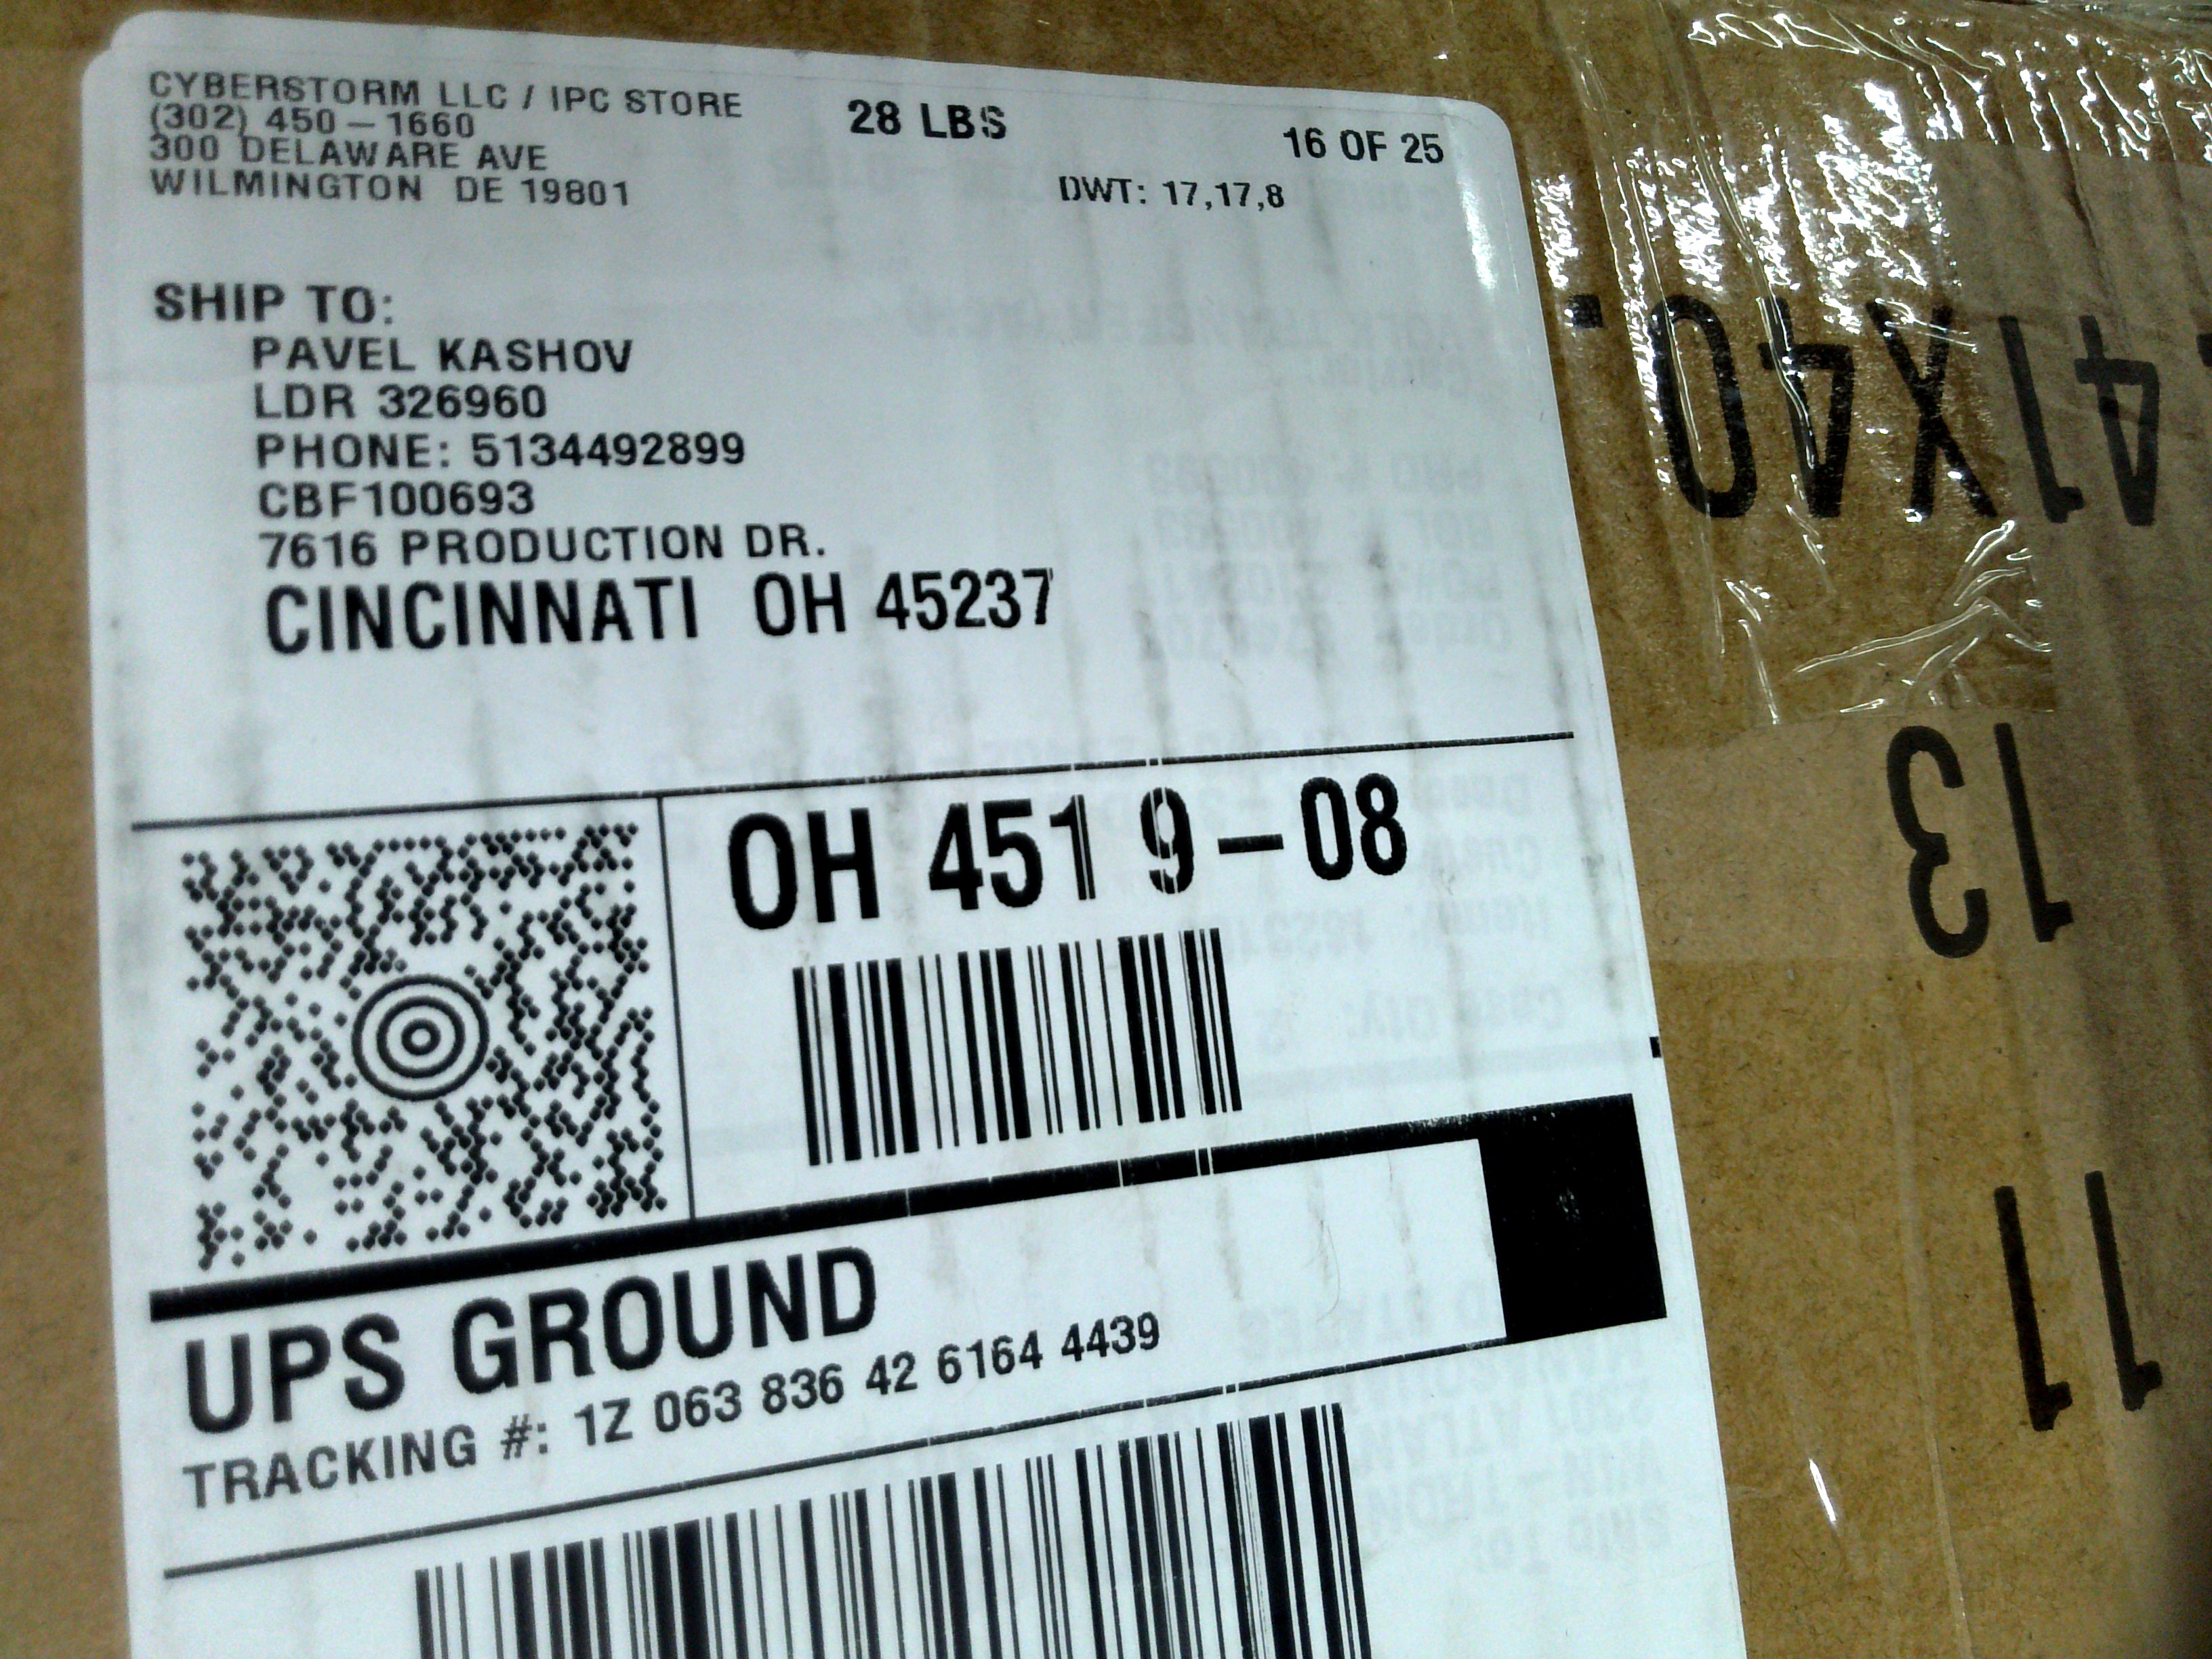 CYBERSTORM LLC / IPC STORE
(302) 450-1660
300 DELAWARE AVE
WILMINGTON DE 19801
28 LBS
16 OF 25
DWT: 17,17,8
SHIP TO:
PAVEL KASHOV
LDR 326960
PHONE: 5134492899
CBF100693
7616 PRODUCTION DR.
CINCINNATI OH 45237
OH 451 9-08
UPS GROUND
TRACKING #: 1Z 063 836 42 6164 4439
41X40.
13
11